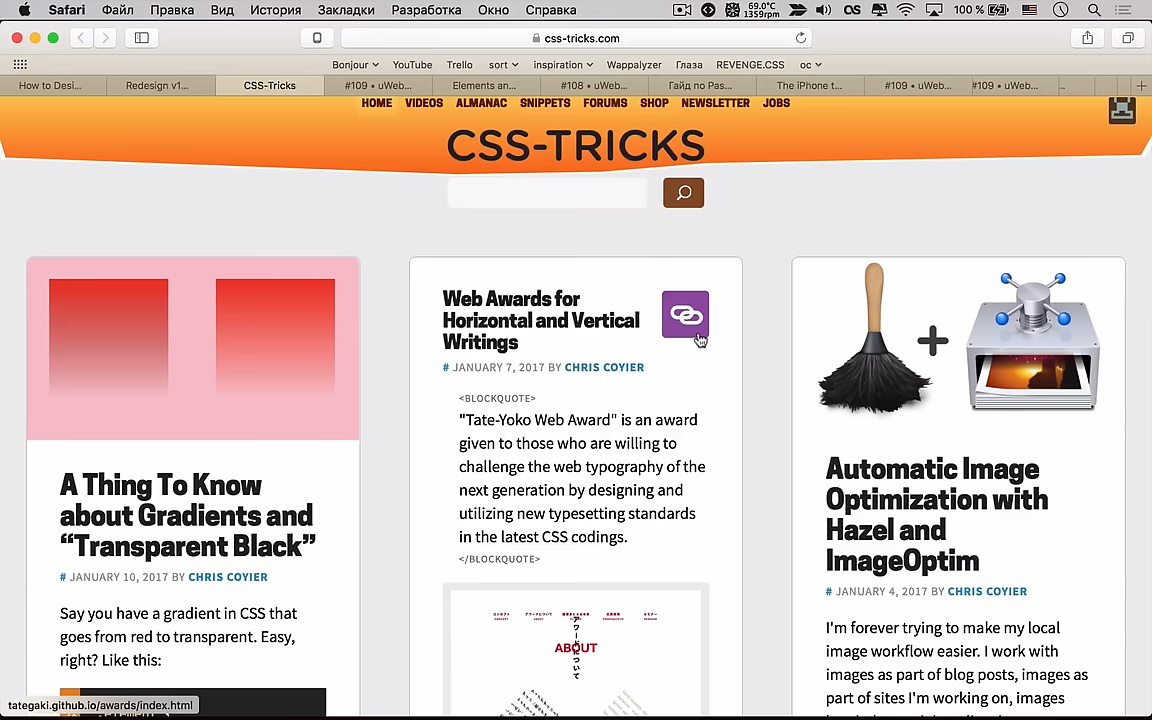 Safari Файл Правка Вид История Закладки Разработка Окно Справка 69.0°C 1359rpm 100 %
css-tricks.com
Bonjour YouTube Trello sort inspiration Wappalyzer Глаза REVENGE.CSS ос
How to Desi... Redesign v1... CSS-Tricks #109 • uWeb... Elements an... #108 • uWeb... Гайд по Pas... The iPhone t... #109 • uWeb... #109 • uWeb...
HOME VIDEOS ALMANAC SNIPPETS FORUMS SHOP NEWSLETTER JOBS
CSS-TRICKS
A Thing To Know
about Gradients and
“Transparent Black”
# JANUARY 10, 2017 BY CHRIS COYIER
Say you have a gradient in CSS that
goes from red to transparent. Easy,
right? Like this:
Web Awards for
Horizontal and Vertical
Writings
# JANUARY 7, 2017 BY CHRIS COYIER
<BLOCKQUOTE>
"Tate-Yoko Web Award" is an award
given to those who are willing to
challenge the web typography of the
next generation by designing and
utilizing new typesetting standards
in the latest CSS codings.
</BLOCKQUOTE>
ABOUT
アワードについて
Automatic Image
Optimization with
Hazel and
ImageOptim
# JANUARY 4, 2017 BY CHRIS COYIER
I'm forever trying to make my local
image workflow easier. I work with
images as part of blog posts, images as
part of sites I'm working on, images
tategaki.github.io/awards/index.html